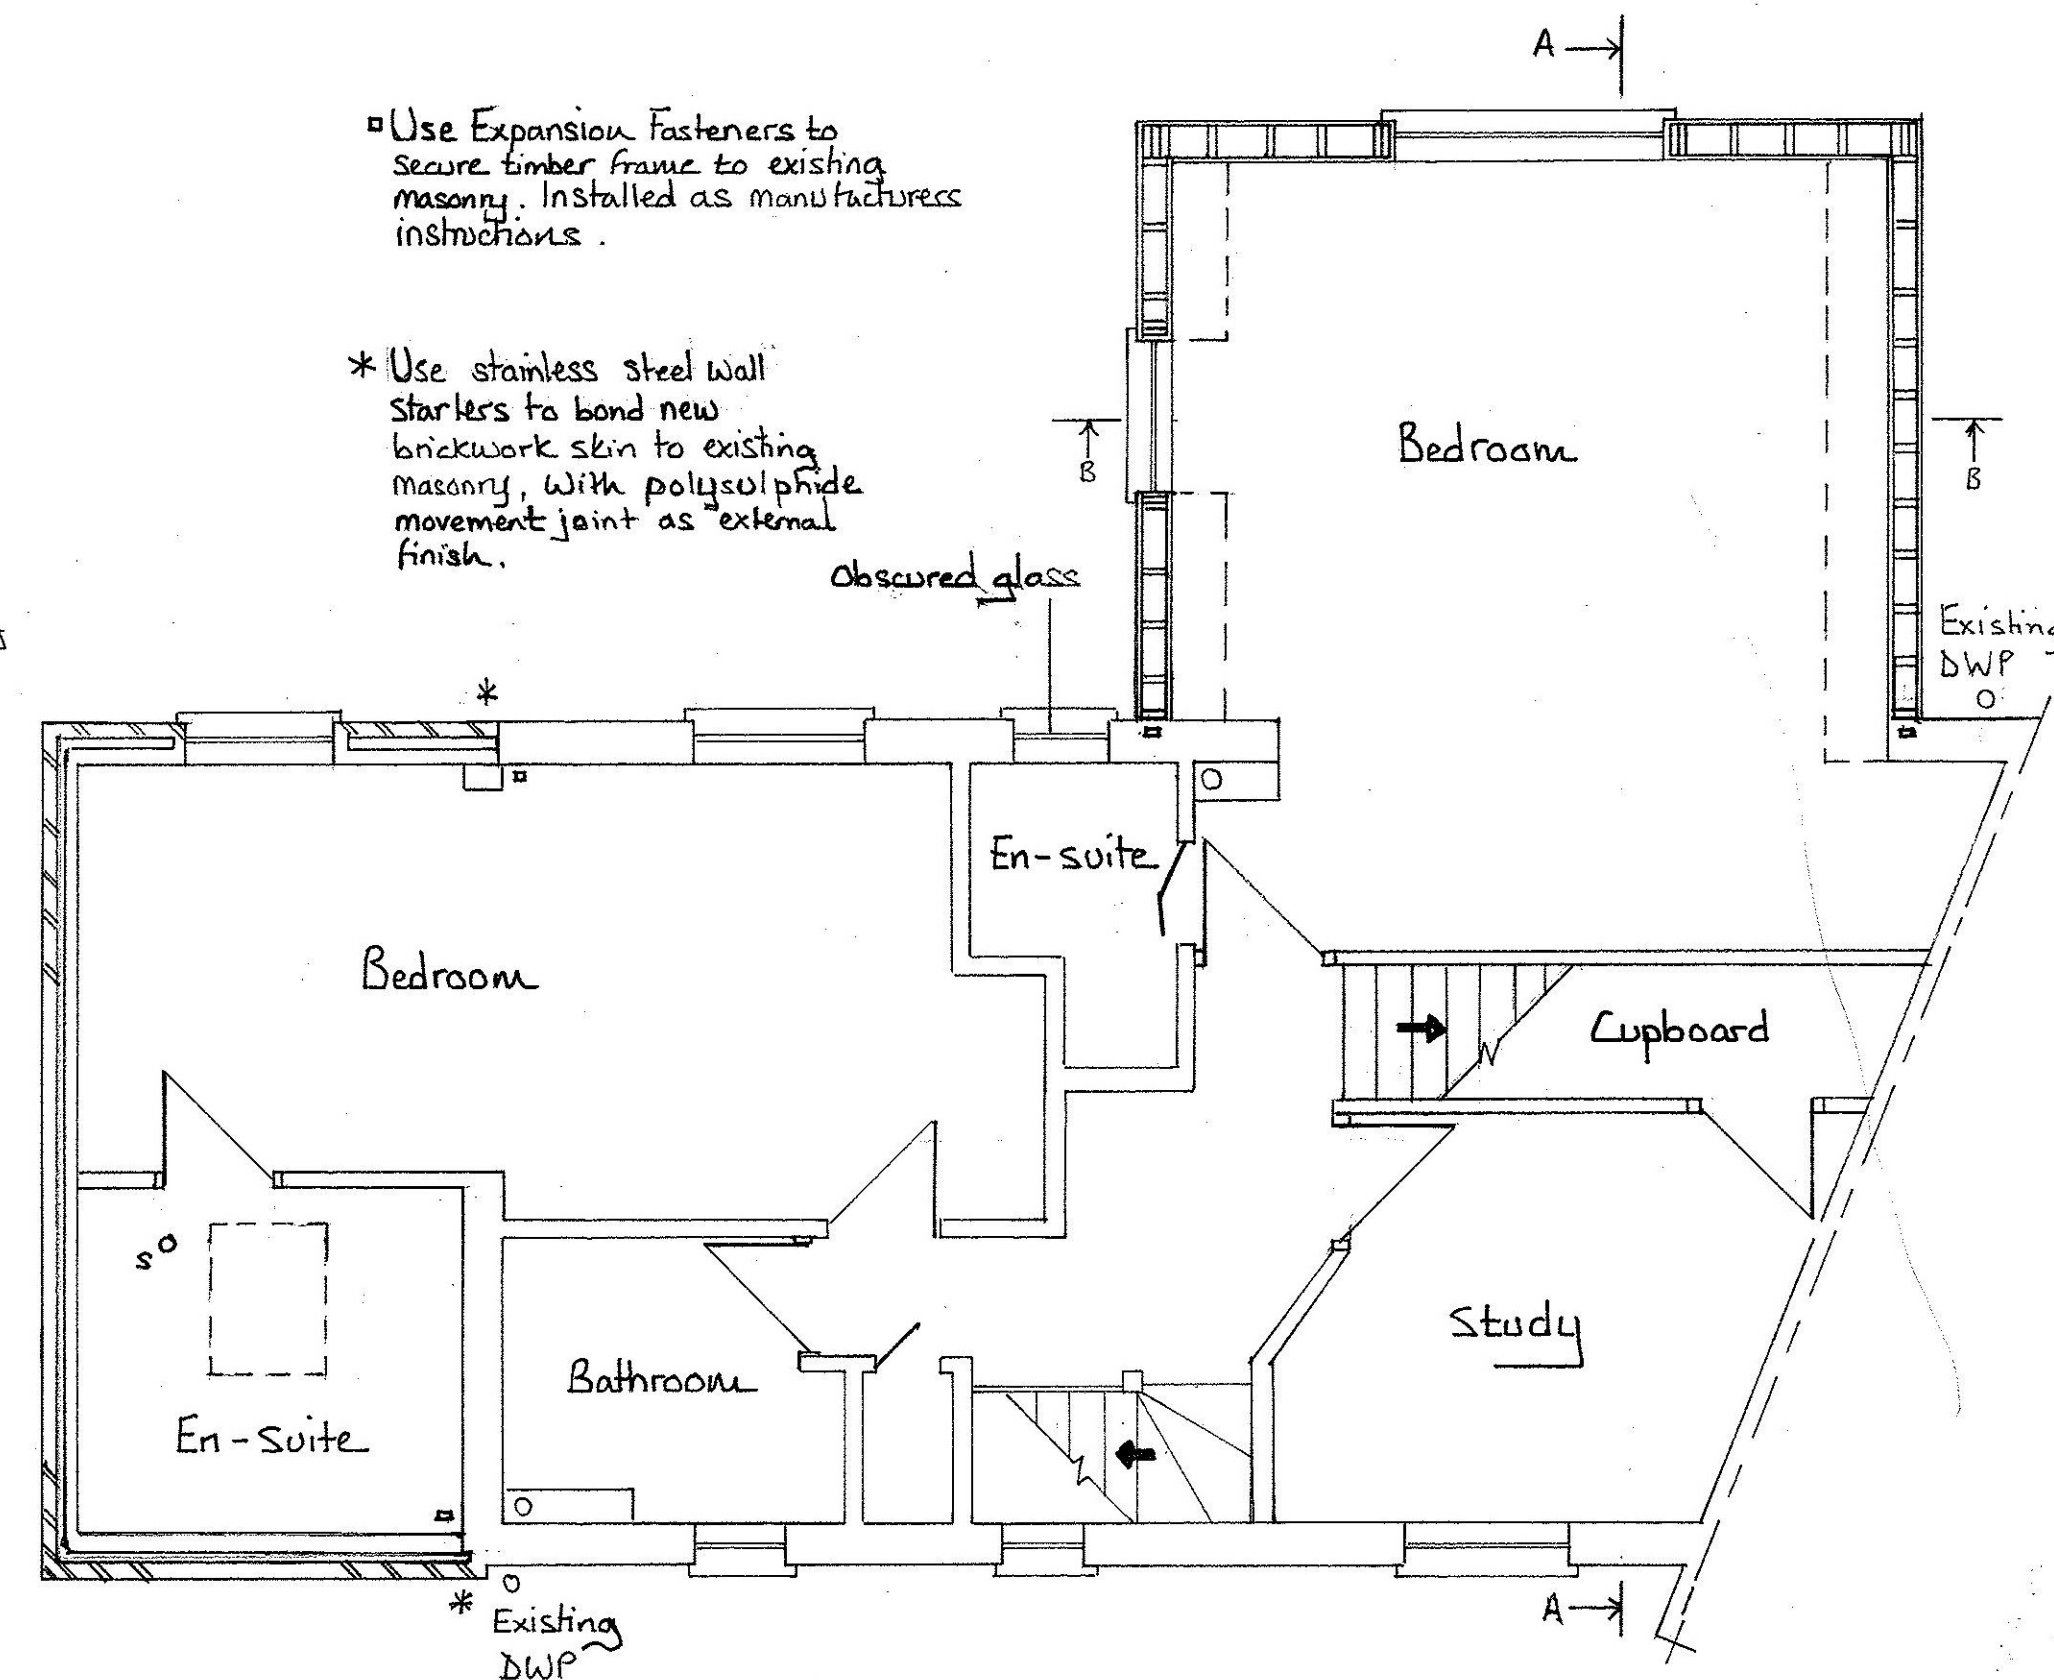 A
Use Expansion Fasteners to
secure timber frame to existing
masonry. Installed as manufacturers
instructions.
* Use stainless steel wall
starters to bond new
brickwork skin to existing
masonry, with polysulphide
movement joint as external
finish.
Obscured glass
B
Bedroom
B
Existing
DWP
*
En-suite
Bedroom
Cupboard
S
En-suite
Bathroom
Study
*
Existing
DWP
A